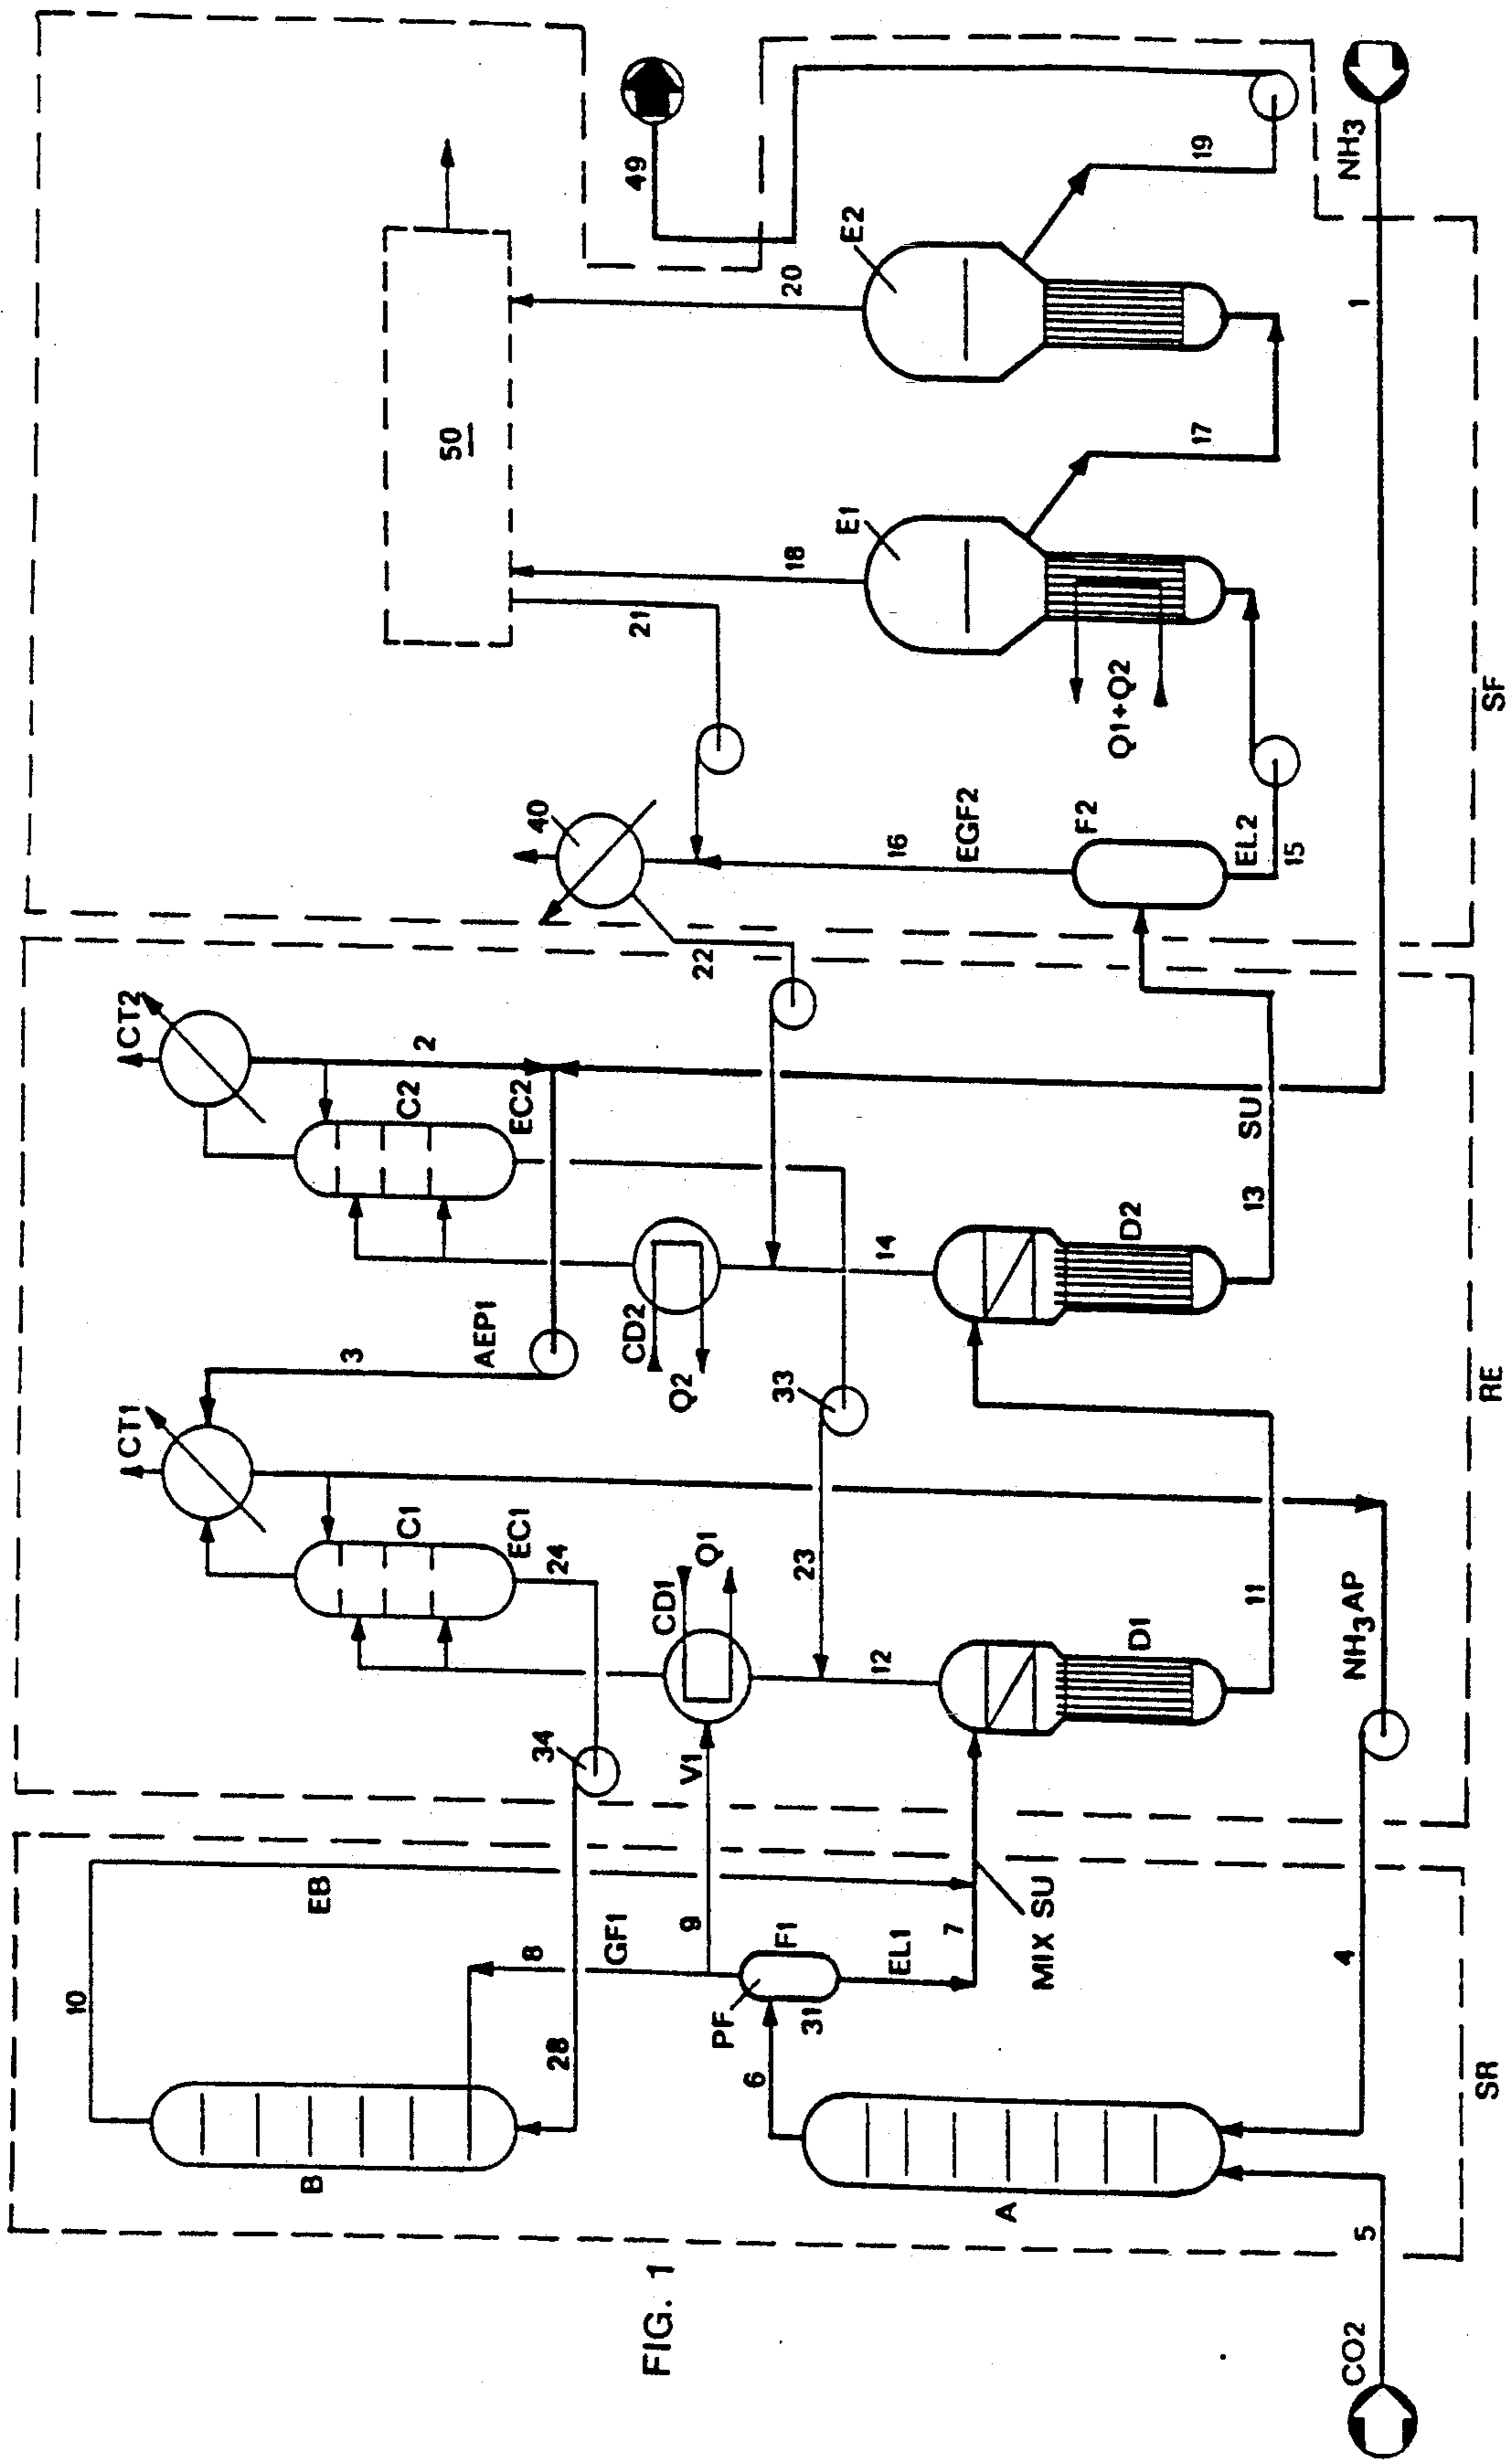 FIG. 1
CO2
5
A
B
10
6
PF
31
F1
EL1
7
MIX SU
8
GF1
9
28
EB
4
SR
34
V1
CD1
Q1
C1
EC1
24
CT1
12
23
D1
11
NH3AP
3
AEP1
33
CD2
Q2
C2
EC2
CT2
2
14
D2
13
SU
22
RE
40
16
EGF2
F2
EL2
15
Q1+Q2
21
18
E1
17
50
20
E2
19
49
1
NH3
SF